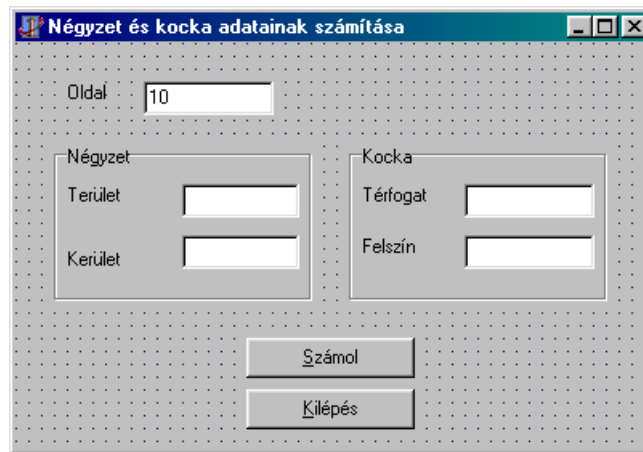 Négyzet és kocka adatainak számítása
Oldal 10
Négyzet
Terület
Kerület
Kocka
Térfogat
Felszín
Számol
Kilépés